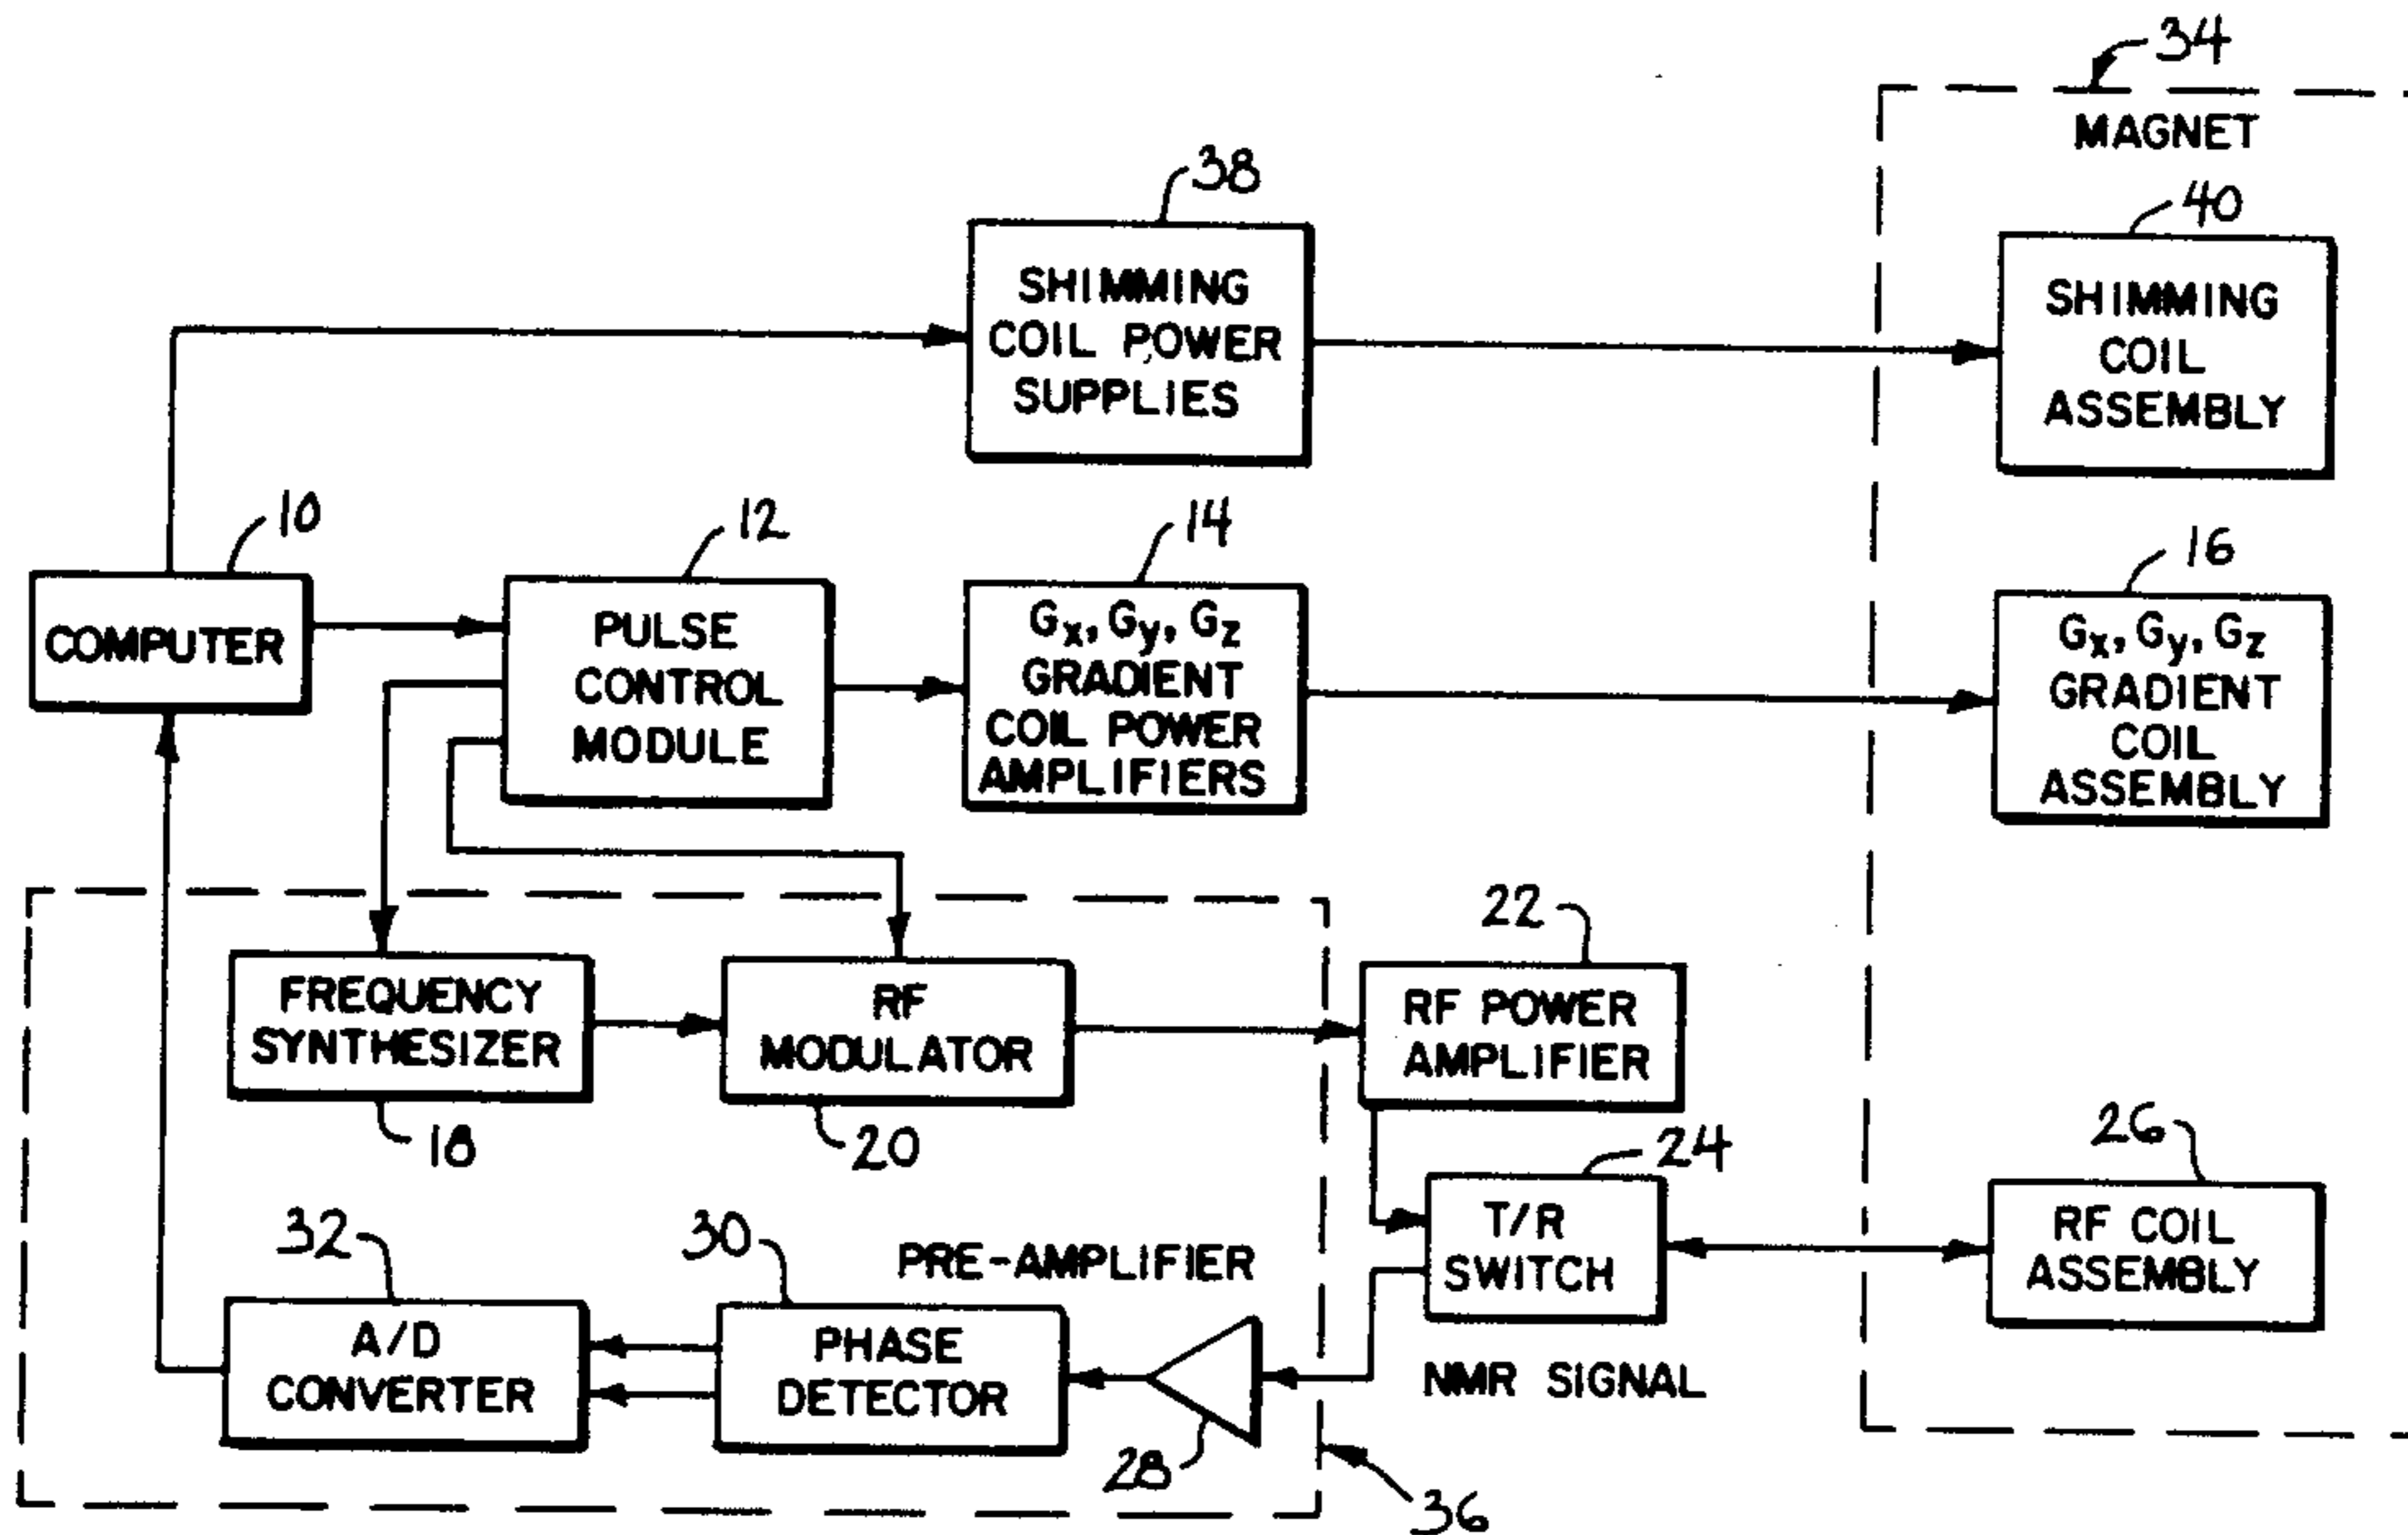 34
MAGNET
38
40
SHIMMING
COIL POWER
SUPPLIES
SHIMMING
COIL
ASSEMBLY
10
12
14
16
COMPUTER
PULSE
CONTROL
MODULE
Gx, Gy, Gz
GRADIENT
COIL POWER
AMPLIFIERS
Gx, Gy, Gz
GRADIENT
COIL
ASSEMBLY
22
FREQUENCY
SYNTHESIZER
RF
MODULATOR
RF POWER
AMPLIFIER
18
20
24
26
T/R
SWITCH
RF COIL
ASSEMBLY
32
30
PRE-AMPLIFIER
A/D
CONVERTER
PHASE
DETECTOR
NMR SIGNAL
28
36